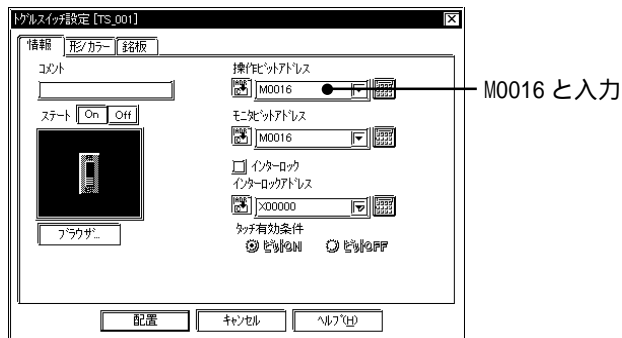 ﾄｸﾞﾙｽｲｯﾁ設定 [TS_001]
情報 形/ｶﾗｰ 銘板
ｺﾒﾝﾄ
操作ﾋﾞｯﾄｱﾄﾞﾚｽ
M0016
M0016 と入力
ｽﾃｰﾄ On Off
ﾓﾆﾀﾋﾞｯﾄｱﾄﾞﾚｽ
M0016
ｲﾝﾀｰﾛｯｸ
ｲﾝﾀｰﾛｯｸｱﾄﾞﾚｽ
X00000
ﾌﾞﾗｳｻﾞ...
ﾀｯﾁ有効条件
ﾋﾞｯﾄON ﾋﾞｯﾄOFF
配置 ｷｬﾝｾﾙ ﾍﾙﾌﾟ(H)